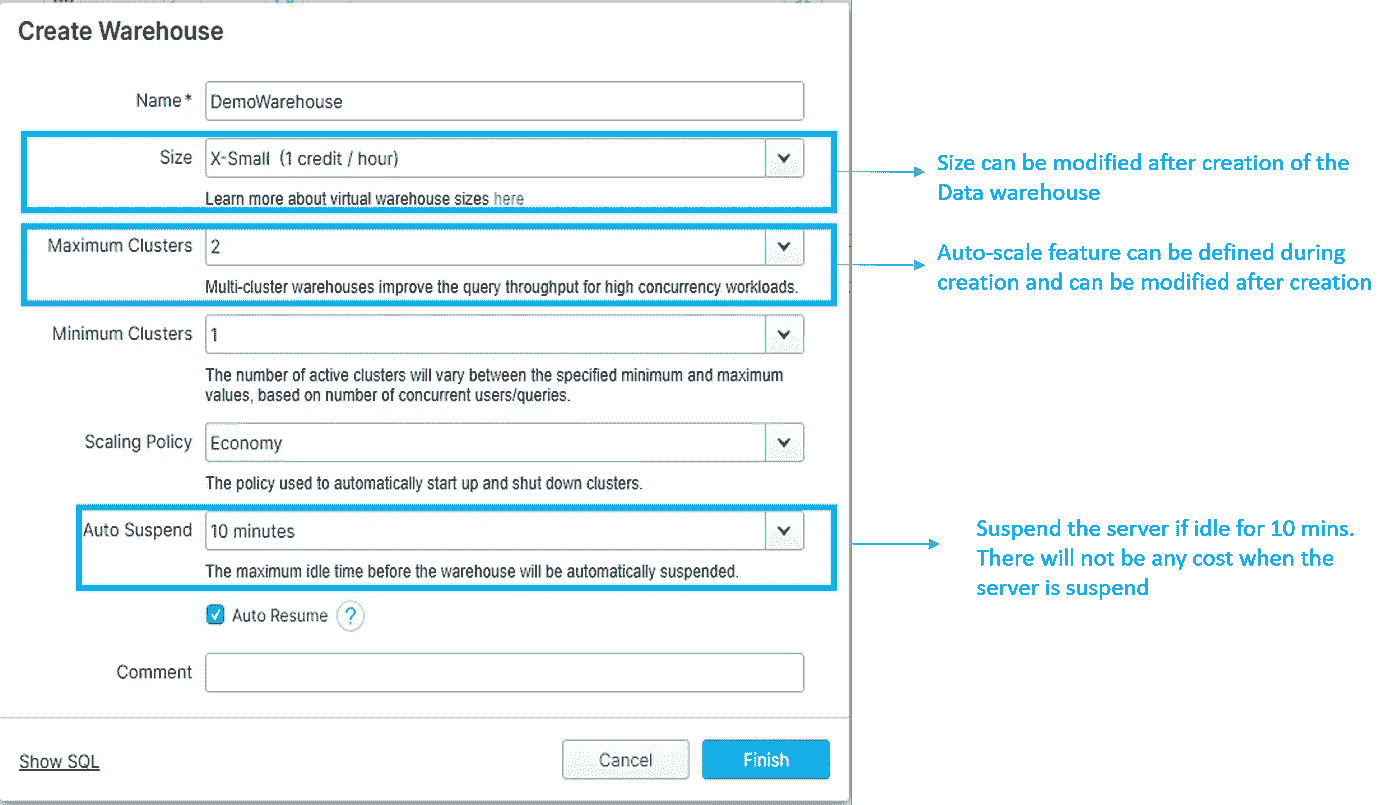 Create Warehouse
Name*
DemoWarehouse
Size
X-Small (1 credit / hour)
Learn more about virtual warehouse sizes here
Size can be modified after creation of the
Data warehouse
Maximum Clusters
2
Multi-cluster warehouses improve the query throughput for high concurrency workloads.
Auto-scale feature can be defined during
creation and can be modified after creation
Minimum Clusters
1
The number of active clusters will vary between the specified minimum and maximum
values, based on number of concurrent users/queries.
Scaling Policy
Economy
The policy used to automatically start up and shut down clusters.
Auto Suspend
10 minutes
The maximum idle time before the warehouse will be automatically suspended.
Suspend the server if idle for 10 mins.
There will not be any cost when the
server is suspend
Auto Resume ?
Comment
Show SQL
Cancel
Finish